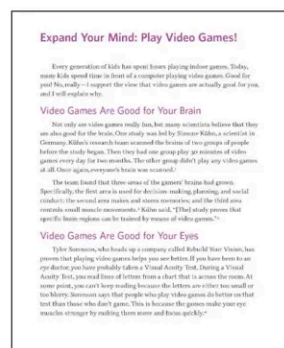 Expand Your Mind: Play Video Games!
Every generation of kids has spent hours playing indoor games. Today,
many kids spend time in front of a computer playing video games. Good for
you! No, really—I support the view that video games are actually good for you,
and I will explain why.
Video Games Are Good for Your Brain
Not only are video games really fun, but many scientists believe that they
are also good for the brain. One study was led by Simone Kühn, a scientist in
Germany. Kühn's research team scanned the brains of two groups of people
before the study began. Then they had one group play 30 minutes of video
games every day for two months. The other group didn't play any video games
at all. Once again, everyone's brain was scanned.
The team found that three areas of the gamers' brains had grown.
Specifically, the first area is used for decision-making, planning, and social
conduct; the second area makes and stores memories; and the third area
controls small movements. Kühn said, "[The] study proves that
specific brain regions can be trained by means of video games."
Video Games Are Good for Your Eyes
Tyler Sorenson, who heads up a company called Rebuild Your Vision, has
proven that playing video games helps you see better. If you have been to an
eye doctor you have probably taken a Visual Acuity Test. During a Visual
Acuity Test, you read lines of letters from a chart that is across the room. At
some point, you can't keep reading because the letters are either too small or
too blurry. Sorenson says that people who play video games do better on that
test than those who don't game. This is because the games make your eye
muscles stronger by making them move and focus quickly.